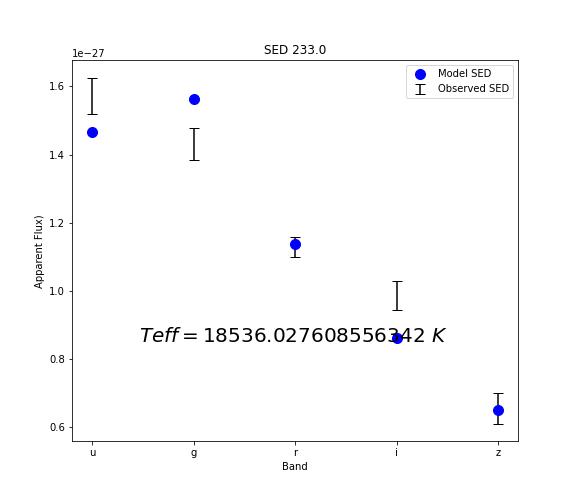 SED 233.0
1e−27
Model SED
Observed SED
1.6
1.4
1.2
1.0
0.8
0.6
Apparent Flux)
Teff = 18536.027608556342 K
u g r i z
Band